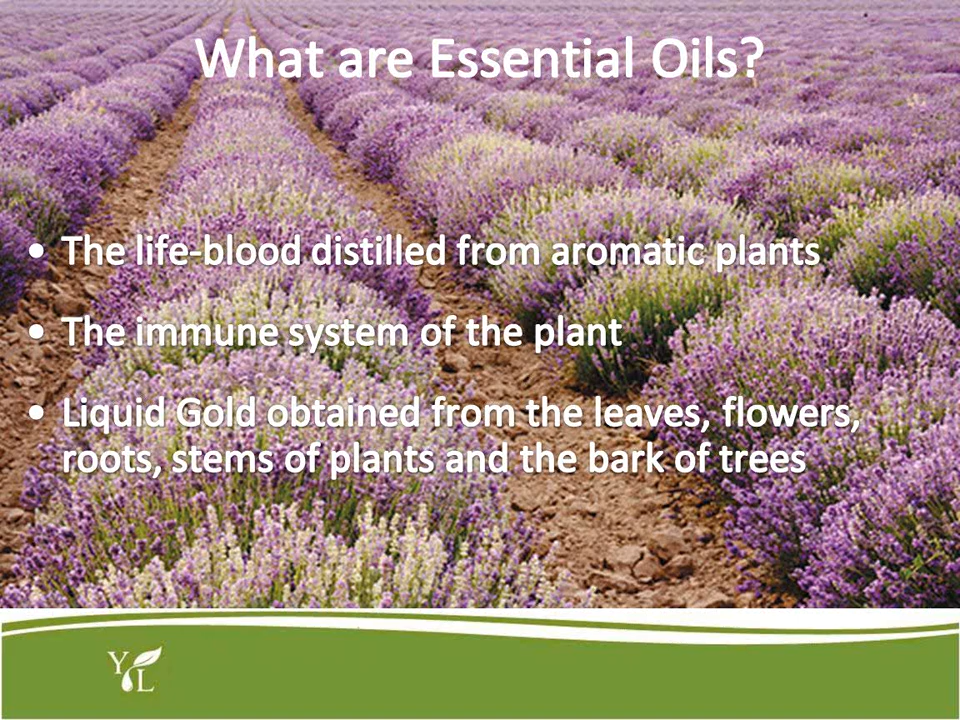 What are Essential Oils?
• The life-blood distilled from aromatic plants
• The immune system of the plant
• Liquid Gold obtained from the leaves, flowers,
roots, stems of plants and the bark of trees
Y L